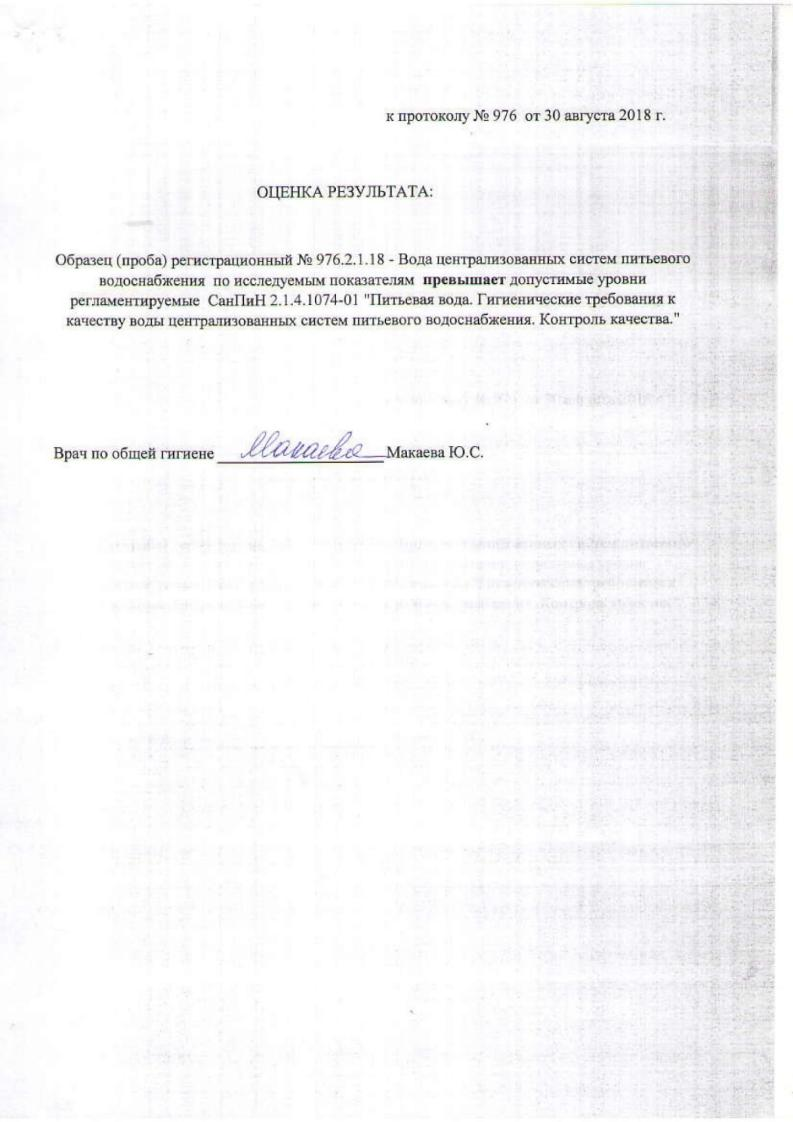 к протоколу № 976 от 30 августа 2018 г.
ОЦЕНКА РЕЗУЛЬТАТА:
Образец (проба) регистрационный № 976.2.1.18 - Вода централизованных систем питьевого
водоснабжения по исследуемым показателям превышает допустимые уровни
регламентируемые СанПиН 2.1.4.1074-01 "Питьевая вода. Гигиенические требования к
качеству воды централизованных систем питьевого водоснабжения. Контроль качества."
Врач по общей гигиене Макаева Макаева Ю.С.